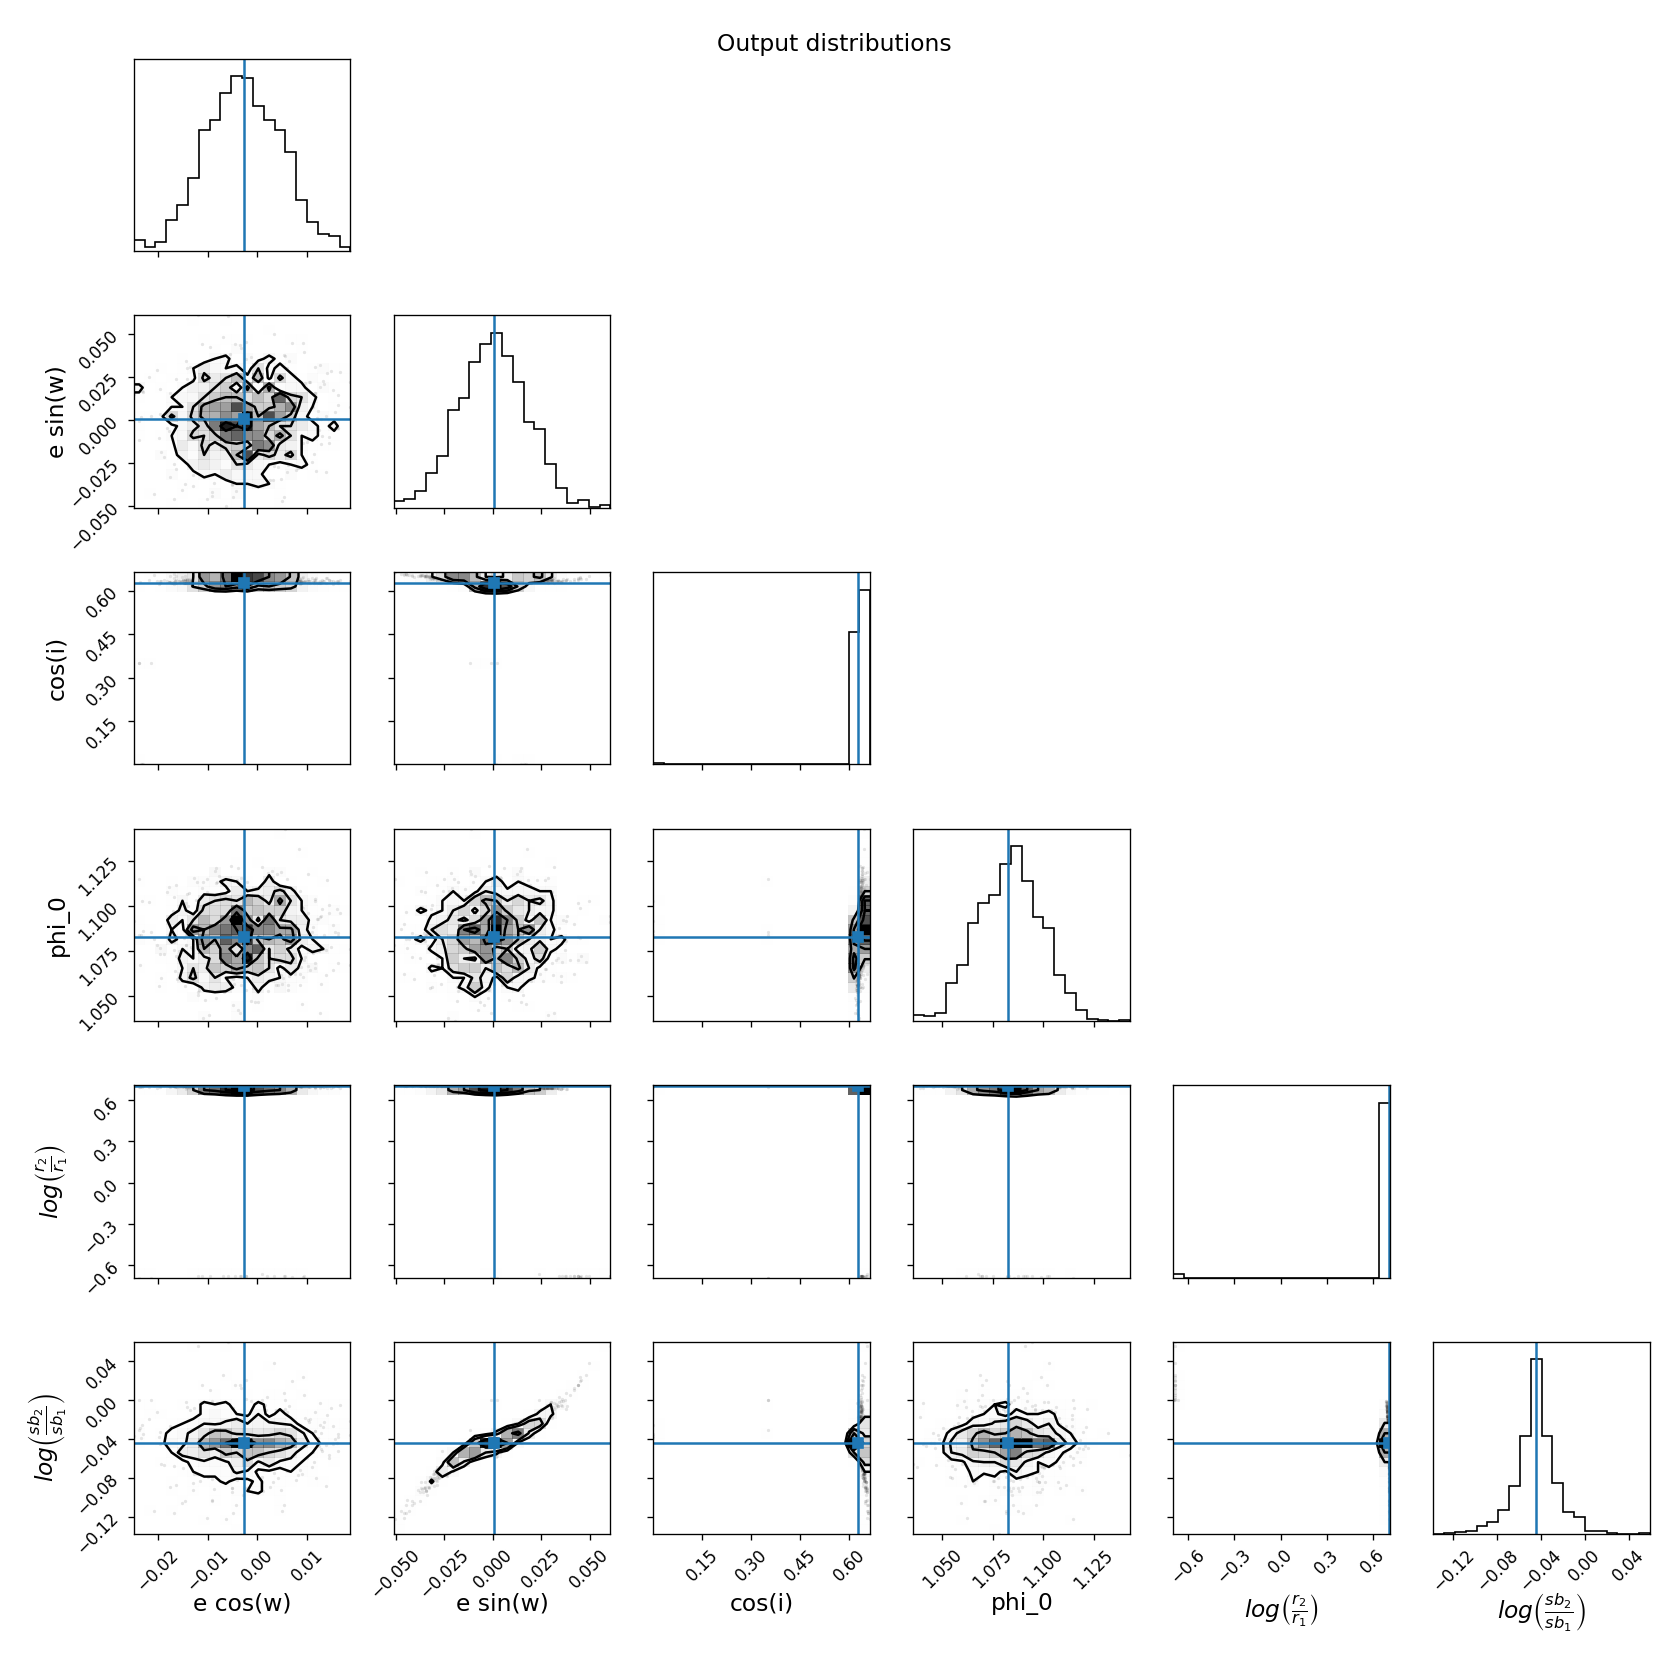 Output distributions
e sin(w)
0.050
0.025
0.000
−0.025
−0.050
cos(i)
0.60
0.45
0.30
0.15
phi_0
1.125
1.100
1.075
1.050
log(r₂/r₁)
0.6
0.3
0.0
−0.3
−0.6
log(sb₂/sb₁)
0.04
0.00
−0.04
−0.08
−0.12
−0.02 −0.01 0.00 0.01
−0.050 −0.025 0.000 0.025 0.050
0.15 0.30 0.45 0.60
1.050 1.075 1.100 1.125
−0.6 −0.3 0.0 0.3 0.6
−0.12 −0.08 −0.04 0.00 0.04
e cos(w)
e sin(w)
cos(i)
phi_0
log(r₂/r₁)
log(sb₂/sb₁)